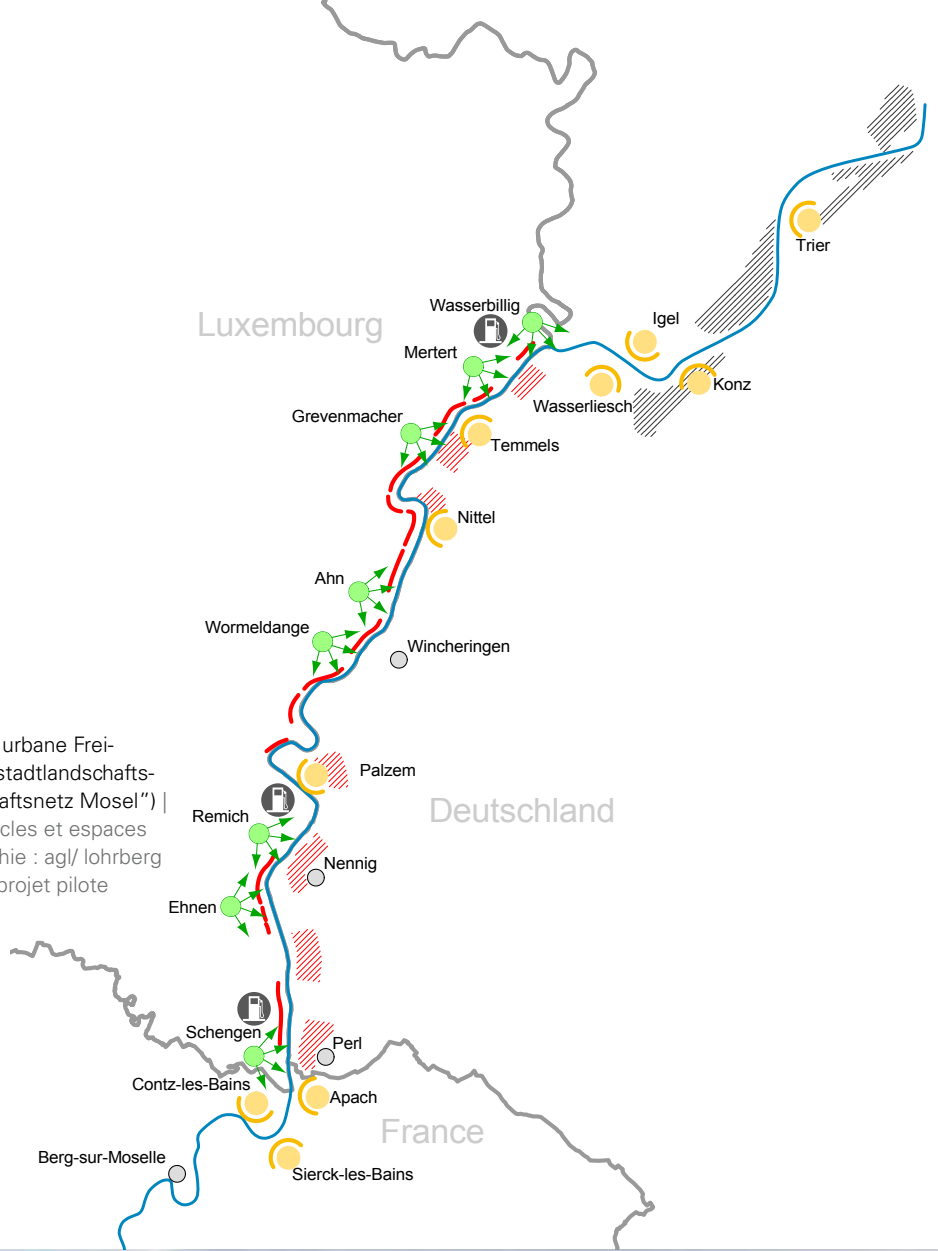 Trier
Wasserbillig
Igel
Luxembourg
Mertert
Konz
Wasserliesch
Grevenmacher
Temmels
Nittel
Ahn
Wormeldange
Wincheringen
urbane Frei-
stadtlandschafts-
aftsnetz Mosel”) |
cles et espaces
hie : agl/ lohrberg
projet pilote
Palzem
Deutschland
Remich
Nennig
Ehnen
Schengen
Perl
Contz-les-Bains
Apach
France
Berg-sur-Moselle
Sierck-les-Bains